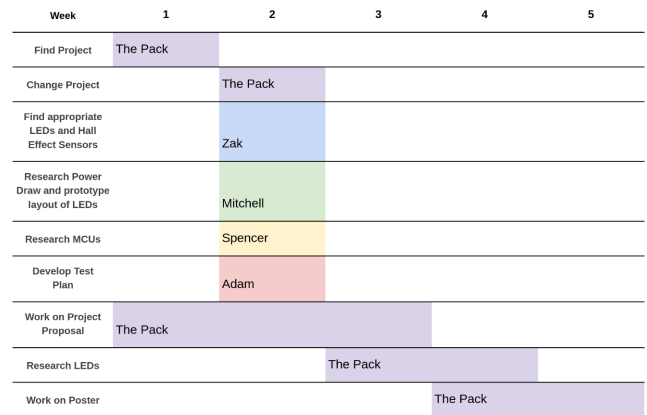 Week 1 2 3 4 5
Find Project The Pack
Change Project The Pack
Find appropriate
LEDs and Hall
Effect Sensors Zak
Research Power
Draw and prototype
layout of LEDs Mitchell
Research MCUs Spencer
Develop Test
Plan Adam
Work on Project
Proposal The Pack
Research LEDs The Pack
Work on Poster The Pack